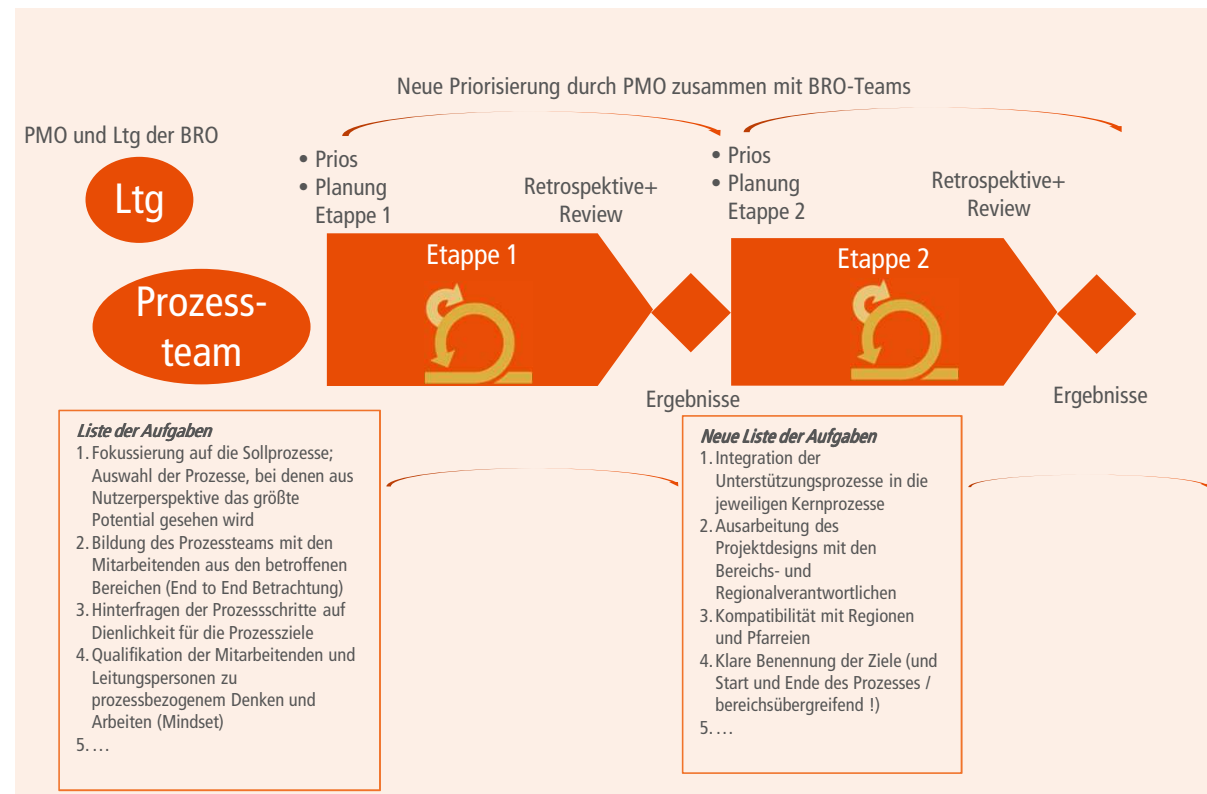 Neue Priorisierung durch PMO zusammen mit BRO-Teams
PMO und Ltg der BRO
Ltg
Prozess-
team
• Prios
• Planung
Etappe 1
Retrospektive+
Review
• Prios
• Planung
Etappe 2
Retrospektive+
Review
Etappe 1
Etappe 2
Ergebnisse
Ergebnisse
Liste der Aufgaben
1. Fokussierung auf die Sollprozesse;
Auswahl der Prozesse, bei denen aus
Nutzerperspektive das größte
Potential gesehen wird
2. Bildung des Prozessteams mit den
Mitarbeitenden aus den betroffenen
Bereichen (End to End Betrachtung)
3. Hinterfragen der Prozessschritte auf
Dienlichkeit für die Prozessziele
4. Qualifikation der Mitarbeitenden und
Leitungspersonen zu
prozessbezogenem Denken und
Arbeiten (Mindset)
5. ...
Neue Liste der Aufgaben
1. Integration der
Unterstützungsprozesse in die
jeweiligen Kernprozesse
2. Ausarbeitung des
Projektdesigns mit den
Bereichs- und
Regionalverantwortlichen
3. Kompatibilität mit Regionen
und Pfarreien
4. Klare Benennung der Ziele (und
Start und Ende des Prozesses /
bereichsübergreifend !)
5. ...